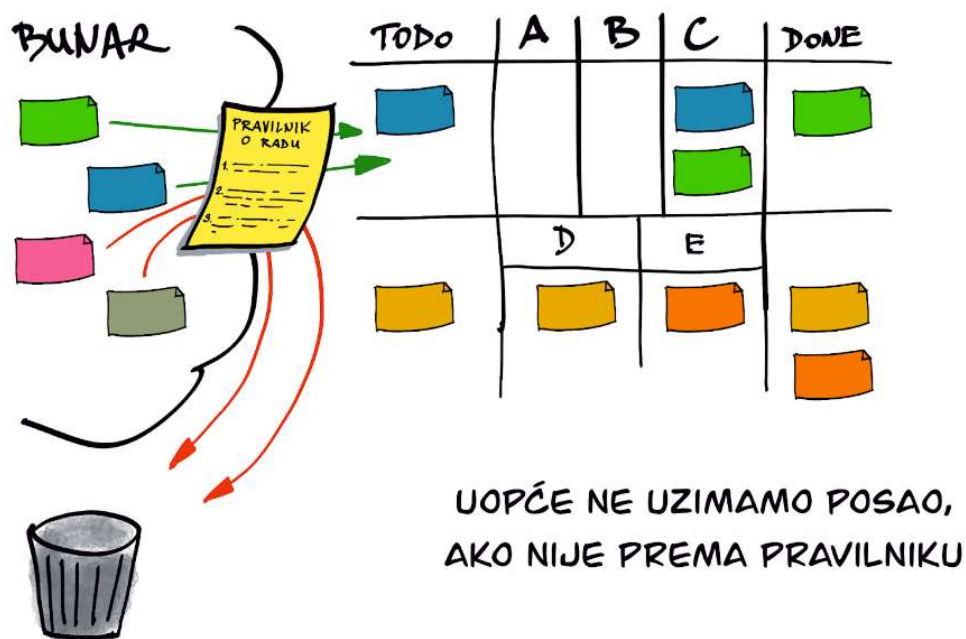 BUNAR
TODO
A
B
C
DONE
PRAVILNIK
O RADU
1.
2.
3.
D
E
UOPĆE NE UZIMAMO POSAO,
AKO NIJE PREMA PRAVILNIKU